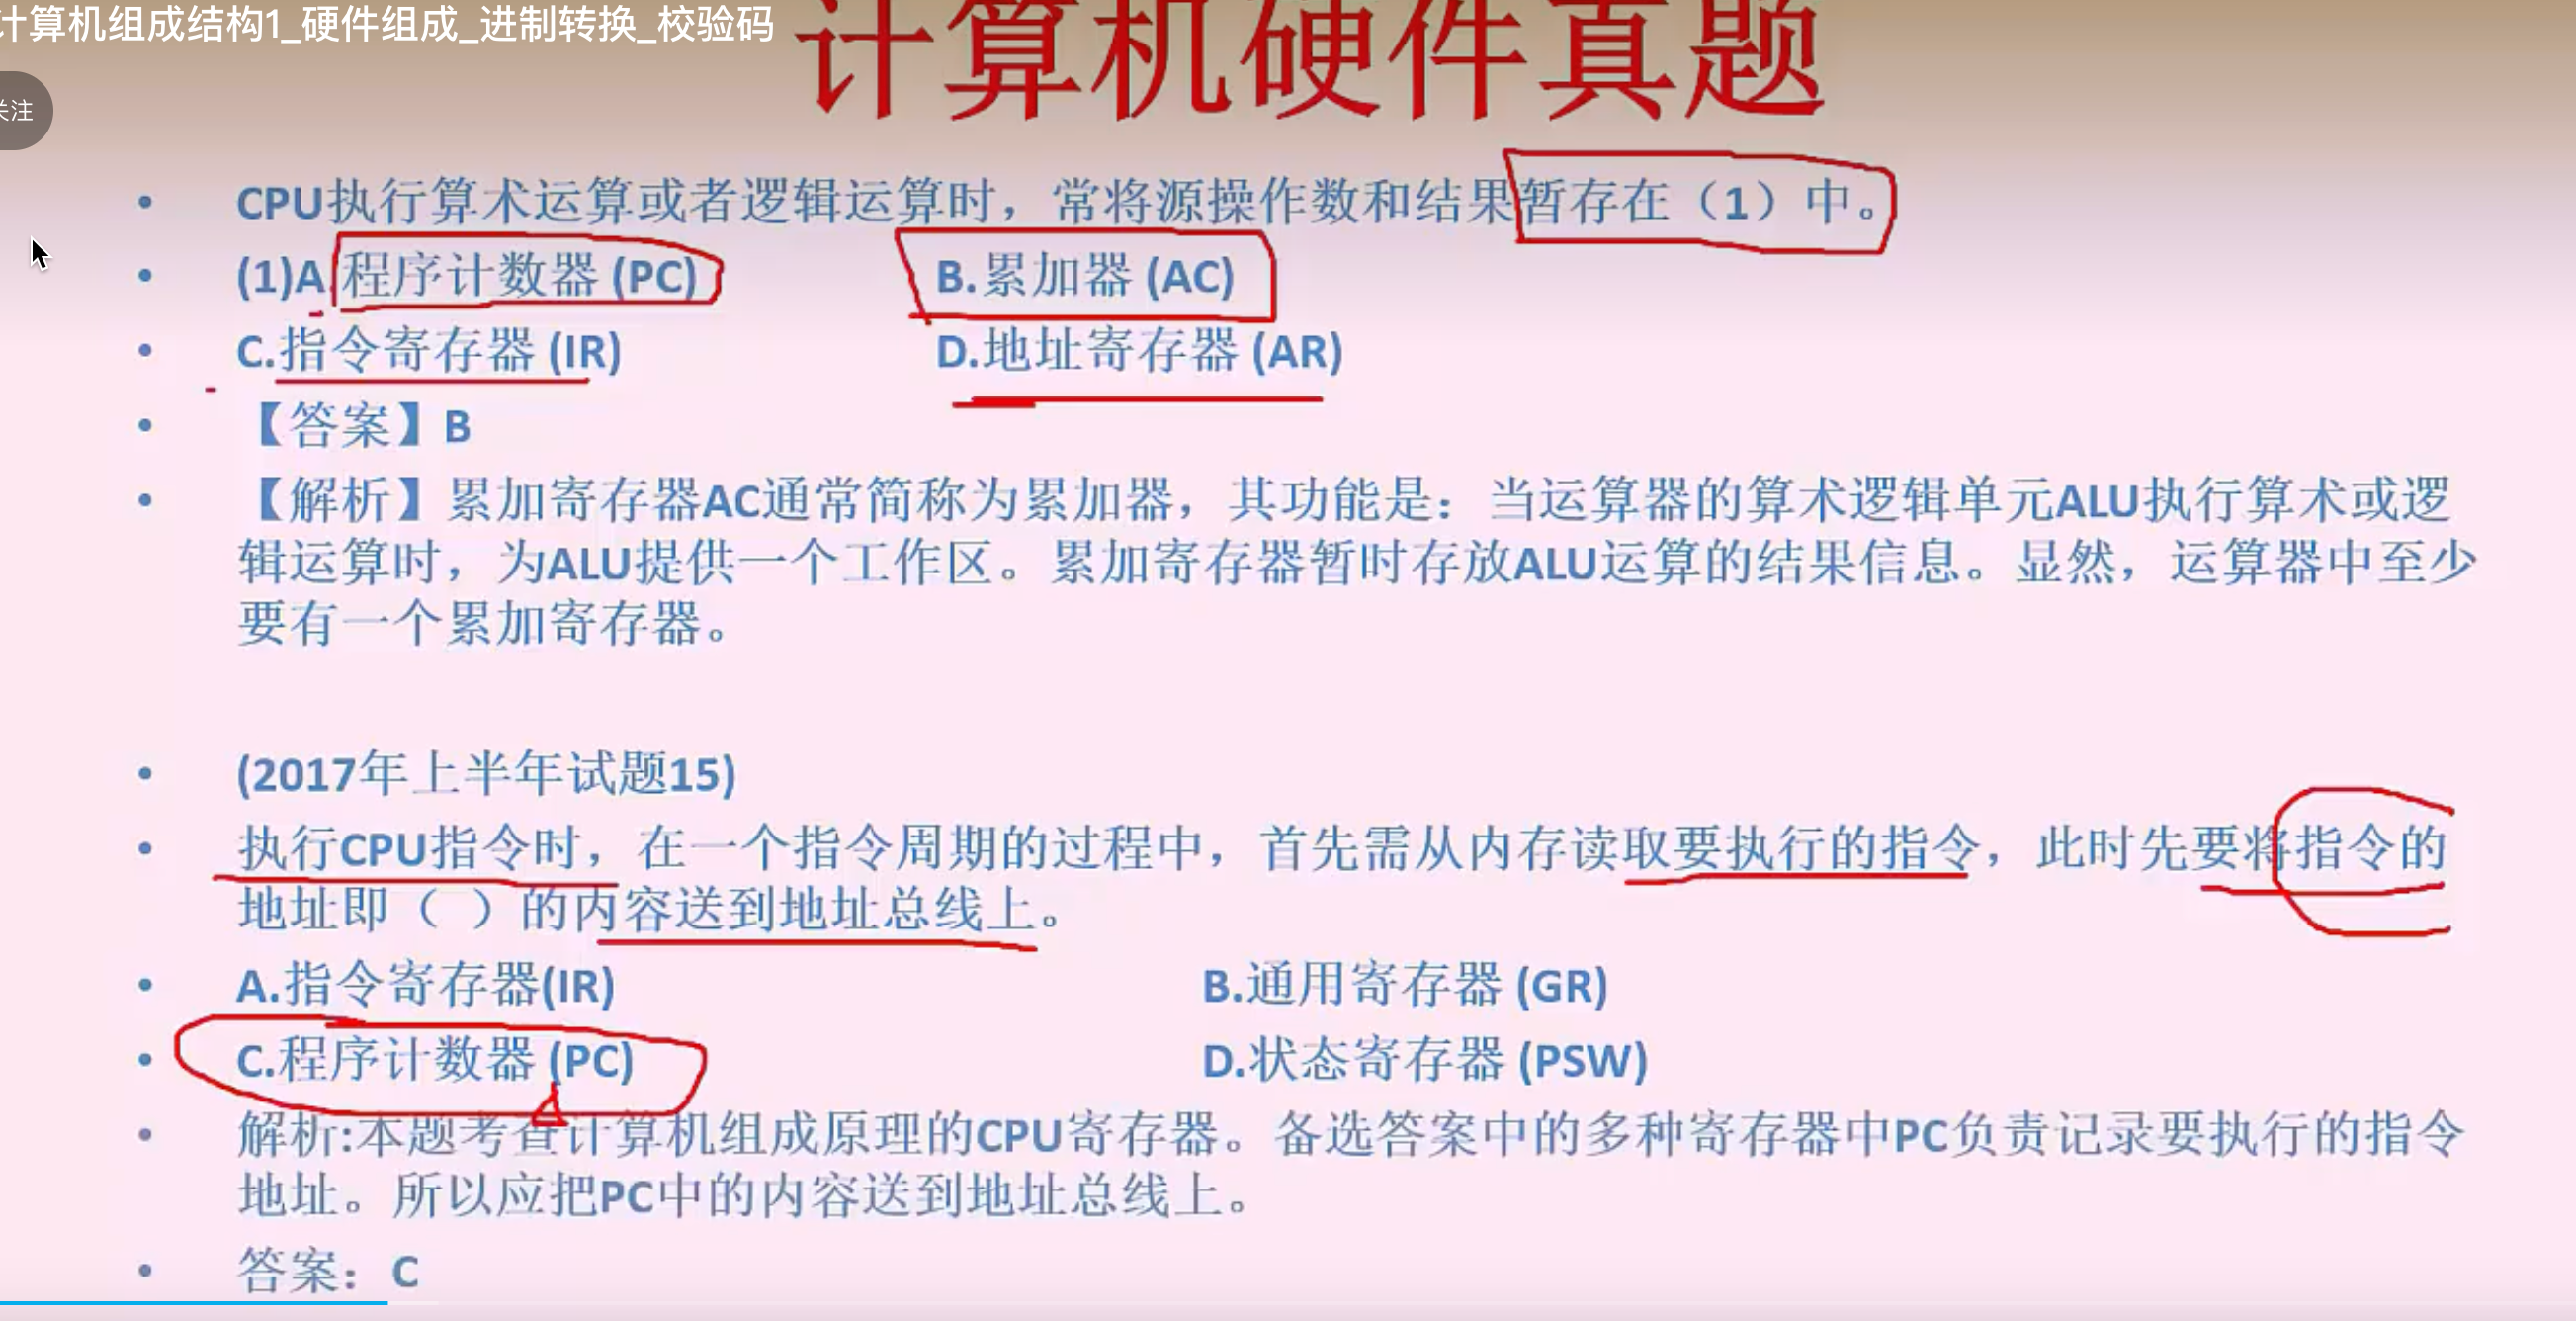 计算机组成结构1_硬件组成_进制转换_校验码
计算机硬件真题
关注
• CPU执行算术运算或者逻辑运算时，常将源操作数和结果暂存在（1）中。
• (1)A.程序计数器 (PC) B.累加器 (AC)
• C.指令寄存器 (IR) D.地址寄存器 (AR)
• 【答案】B
• 【解析】累加寄存器AC通常简称为累加器，其功能是：当运算器的算术逻辑单元ALU执行算术或逻
辑运算时，为ALU提供一个工作区。累加寄存器暂时存放ALU运算的结果信息。显然，运算器中至少
要有一个累加寄存器。
• (2017年上半年试题15)
• 执行CPU指令时，在一个指令周期的过程中，首先需从内存读取要执行的指令，此时先要将指令的
地址即（ ）的内容送到地址总线上。
• A.指令寄存器(IR) B.通用寄存器 (GR)
• C.程序计数器 (PC) D.状态寄存器 (PSW)
• 解析:本题考查计算机组成原理的CPU寄存器。备选答案中的多种寄存器中PC负责记录要执行的指令
地址。所以应把PC中的内容送到地址总线上。
• 答案：C